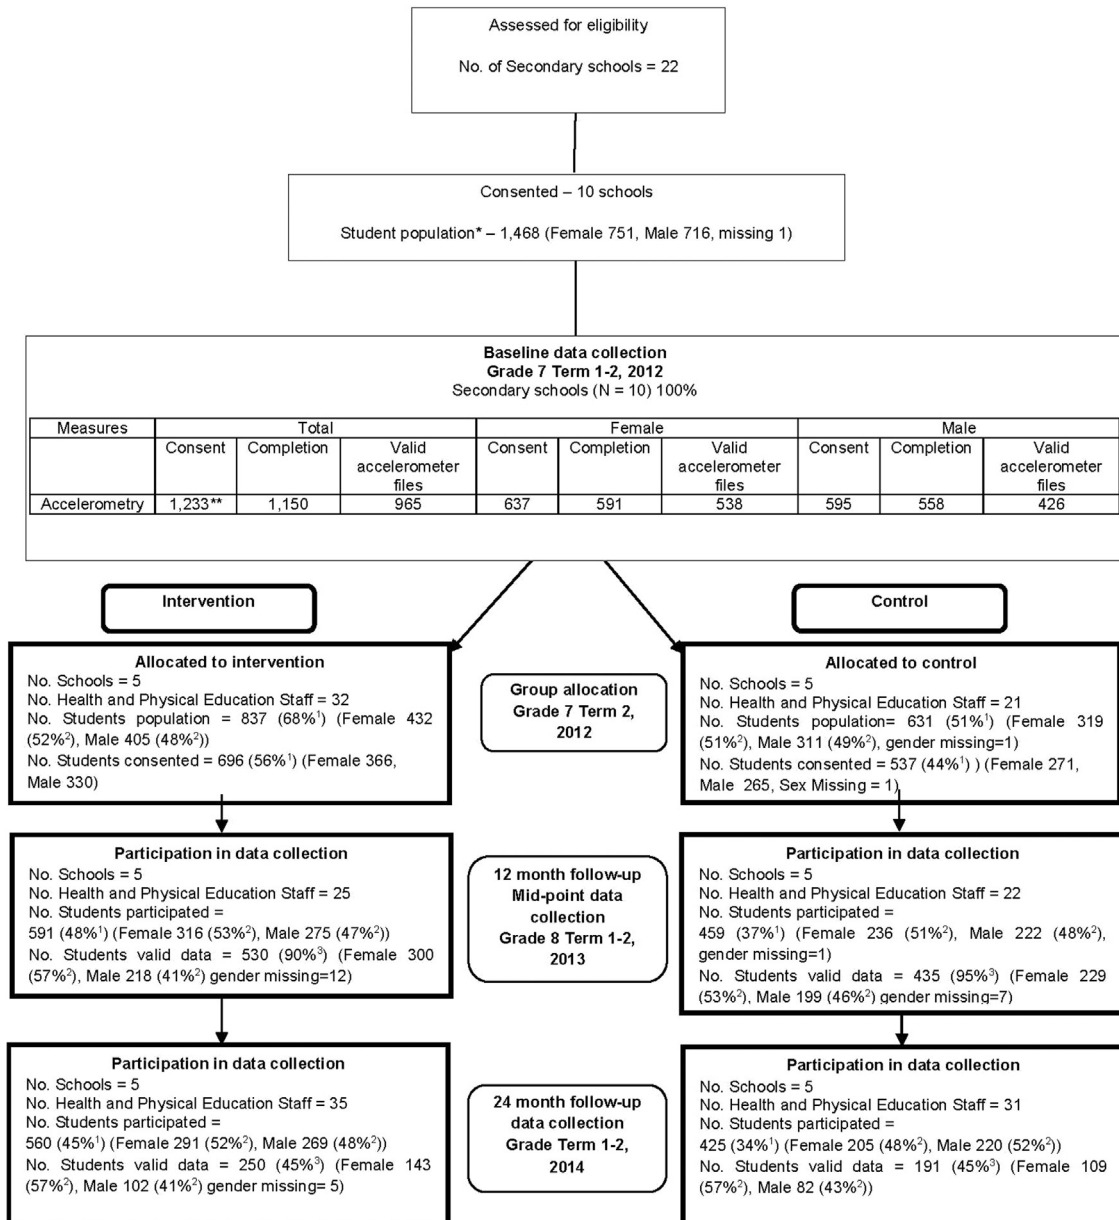 Assessed for eligibility
No. of Secondary schools = 22
Consented – 10 schools
Student population* – 1,468 (Female 751, Male 716, missing 1)
Baseline data collection
Grade 7 Term 1-2, 2012
Secondary schools (N = 10) 100%
Measures Total Female Male
Consent Completion Valid accelerometer files Consent Completion Valid accelerometer files Consent Completion Valid accelerometer files
Accelerometry 1,233** 1,150 965 637 591 538 595 558 426
Intervention
Control
Allocated to intervention
No. Schools = 5
No. Health and Physical Education Staff = 32
No. Students population = 837 (68%¹) (Female 432
(52%²), Male 405 (48%²))
No. Students consented = 696 (56%¹) (Female 366,
Male 330)
Group allocation
Grade 7 Term 2,
2012
Allocated to control
No. Schools = 5
No. Health and Physical Education Staff = 21
No. Students population= 631 (51%¹) (Female 319
(51%²), Male 311 (49%²), gender missing=1)
No. Students consented = 537 (44%¹) ) (Female 271,
Male 265, Sex Missing = 1)
Participation in data collection
No. Schools = 5
No. Health and Physical Education Staff = 25
No. Students participated =
591 (48%¹) (Female 316 (53%²), Male 275 (47%²))
No. Students valid data = 530 (90%³) (Female 300
(57%²), Male 218 (41%²) gender missing=12)
12 month follow-up
Mid-point data
collection
Grade 8 Term 1-2,
2013
Participation in data collection
No. Schools = 5
No. Health and Physical Education Staff = 22
No. Students participated =
459 (37%¹) (Female 236 (51%²), Male 222 (48%²),
gender missing=1)
No. Students valid data = 435 (95%³) (Female 229
(53%²), Male 199 (46%²) gender missing=7)
Participation in data collection
No. Schools = 5
No. Health and Physical Education Staff = 35
No. Students participated =
560 (45%¹) (Female 291 (52%²), Male 269 (48%²))
No. Students valid data = 250 (45%³) (Female 143
(57%²), Male 102 (41%²) gender missing= 5)
24 month follow-up
data collection
Grade Term 1-2,
2014
Participation in data collection
No. Schools = 5
No. Health and Physical Education Staff = 31
No. Students participated =
425 (34%¹) (Female 205 (48%²), Male 220 (52%²))
No. Students valid data = 191 (45%³) (Female 109
(57%²), Male 82 (43%²))